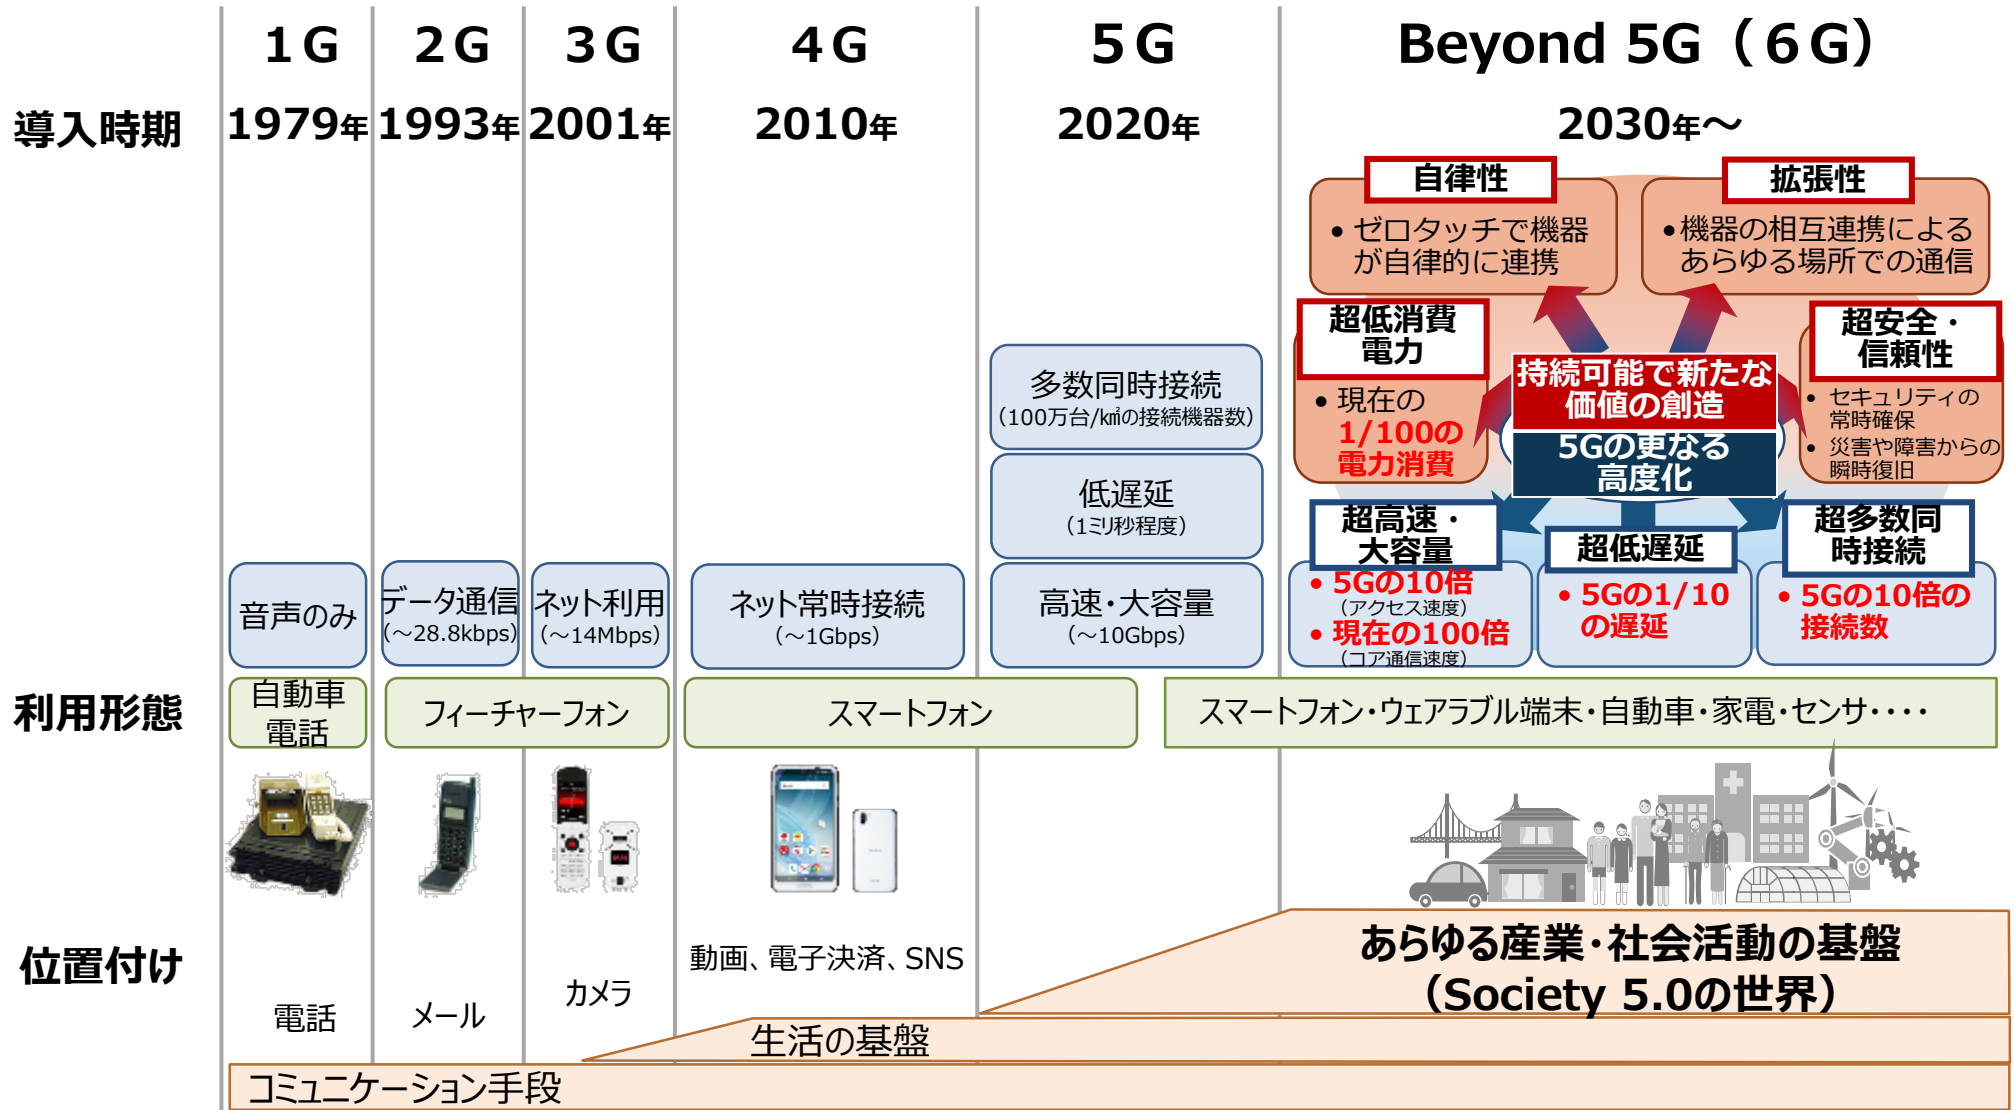 1G
2G
3G
4G
5G
Beyond 5G（6G）
導入時期
1979年
1993年
2001年
2010年
2020年
2030年～
自律性
• ゼロタッチで機器
が自律的に連携
拡張性
• 機器の相互連携による
あらゆる場所での通信
超低消費
電力
• 現在の
1/100の
電力消費
持続可能で新たな
価値の創造
5Gの更なる
高度化
超安全・
信頼性
• セキュリティの
常時確保
• 災害や障害からの
瞬時復旧
超高速・
大容量
• 5Gの10倍
（アクセス速度）
• 現在の100倍
（コア通信速度）
超低遅延
• 5Gの1/10
の遅延
超多数同
時接続
• 5Gの10倍の
接続数
多数同時接続
（100万台/㎢の接続機器数）
低遅延
（1ミリ秒程度）
高速・大容量
（～10Gbps）
音声のみ
データ通信
（～28.8kbps）
ネット利用
（～14Mbps）
ネット常時接続
（～1Gbps）
利用形態
自動車
電話
フィーチャーフォン
スマートフォン
スマートフォン・ウェアラブル端末・自動車・家電・センサ・・・・
位置付け
電話
メール
カメラ
動画、電子決済、SNS
あらゆる産業・社会活動の基盤
（Society 5.0の世界）
生活の基盤
コミュニケーション手段